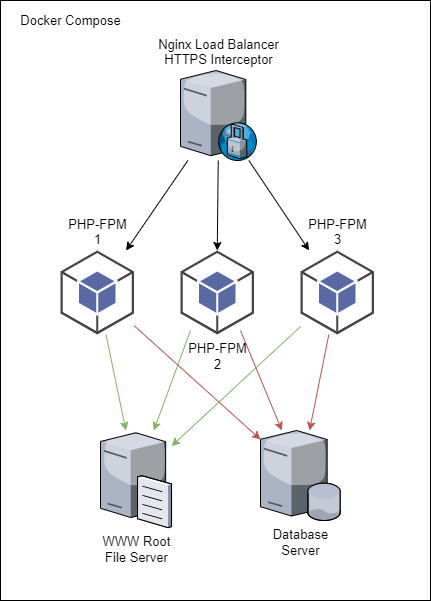 Docker Compose
Nginx Load Balancer
HTTPS Interceptor
PHP-FPM
1
PHP-FPM
3
PHP-FPM
2
WWW Root
File Server
Database
Server